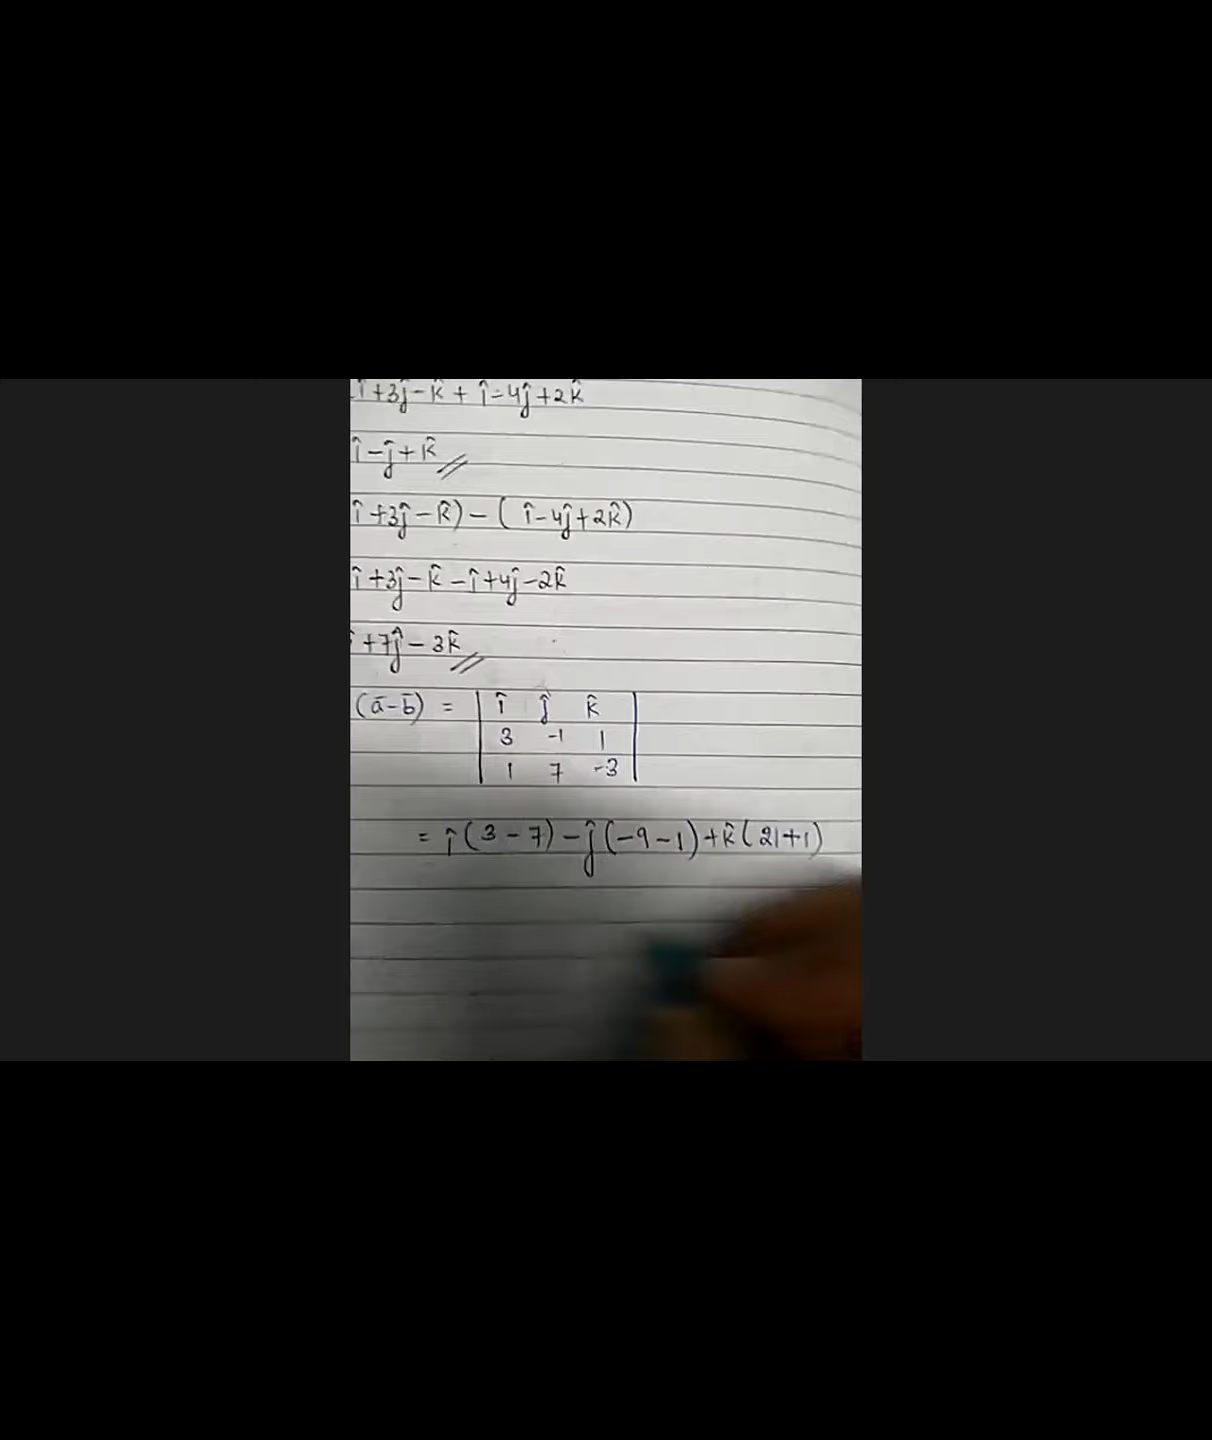 î+3ĵ-k̂ + î-4ĵ+2k̂
î-ĵ+k̂
î+3ĵ-k̂) - ( î-4ĵ+2k̂)
î+3ĵ-k̂-î+4ĵ-2k̂
+7ĵ-3k̂
(ā-b̄) = | î ĵ k̂ |
3 -1 1
1 7 -3
= î(3-7)-ĵ(-9-1)+k̂(21+1)